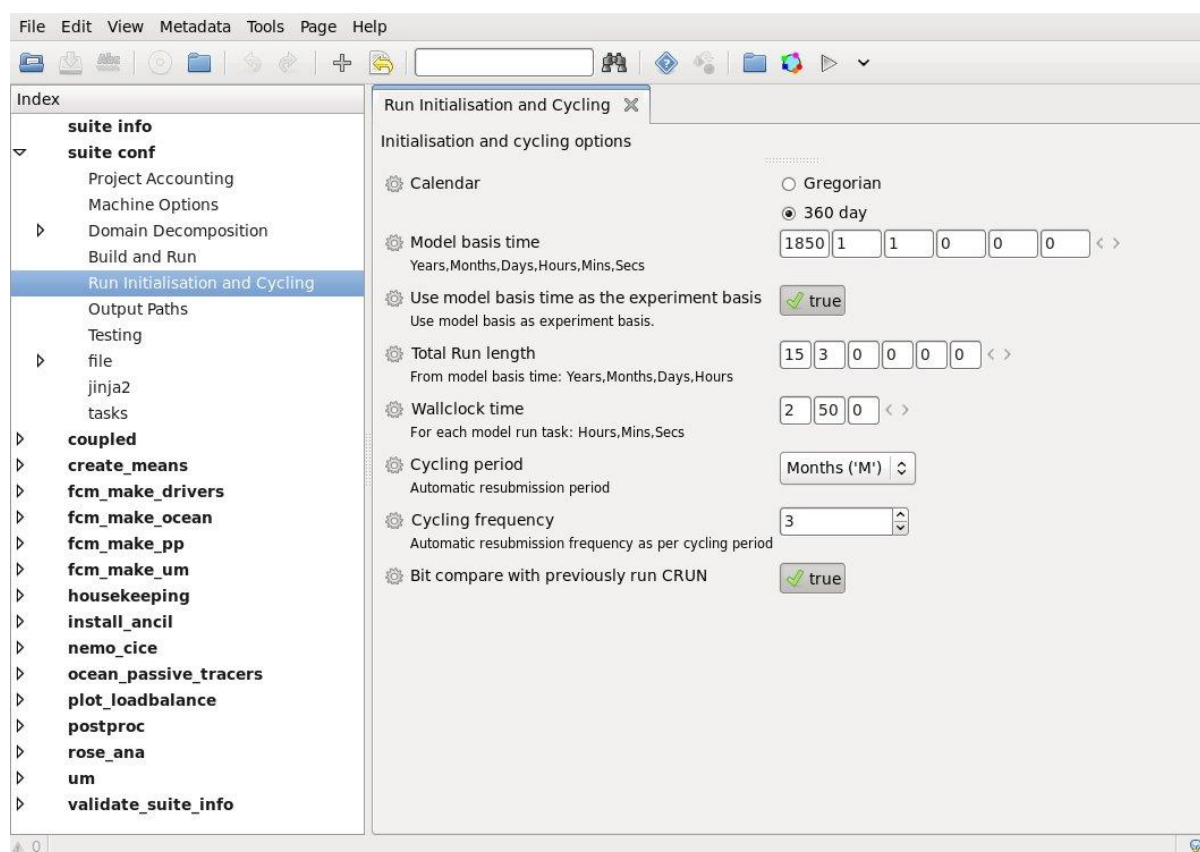 File Edit View Metadata Tools Page Help
Index
suite info
suite conf
Project Accounting
Machine Options
Domain Decomposition
Build and Run
Run Initialisation and Cycling
Output Paths
Testing
file
jinja2
tasks
coupled
create_means
fcm_make_drivers
fcm_make_ocean
fcm_make_pp
fcm_make_um
housekeeping
install_ancil
nemo_cice
ocean_passive_tracers
plot_loadbalance
postproc
rose_ana
um
validate_suite_info
0
Run Initialisation and Cycling
Initialisation and cycling options
Calendar
Gregorian
360 day
Model basis time 1850 1 1 0 0 0
Years,Months,Days,Hours,Mins,Secs
Use model basis time as the experiment basis true
Use model basis as experiment basis.
Total Run length 15 3 0 0 0 0
From model basis time: Years,Months,Days,Hours
Wallclock time 2 50 0
For each model run task: Hours,Mins,Secs
Cycling period Months ('M')
Automatic resubmission period
Cycling frequency 3
Automatic resubmission frequency as per cycling period
Bit compare with previously run CRUN true